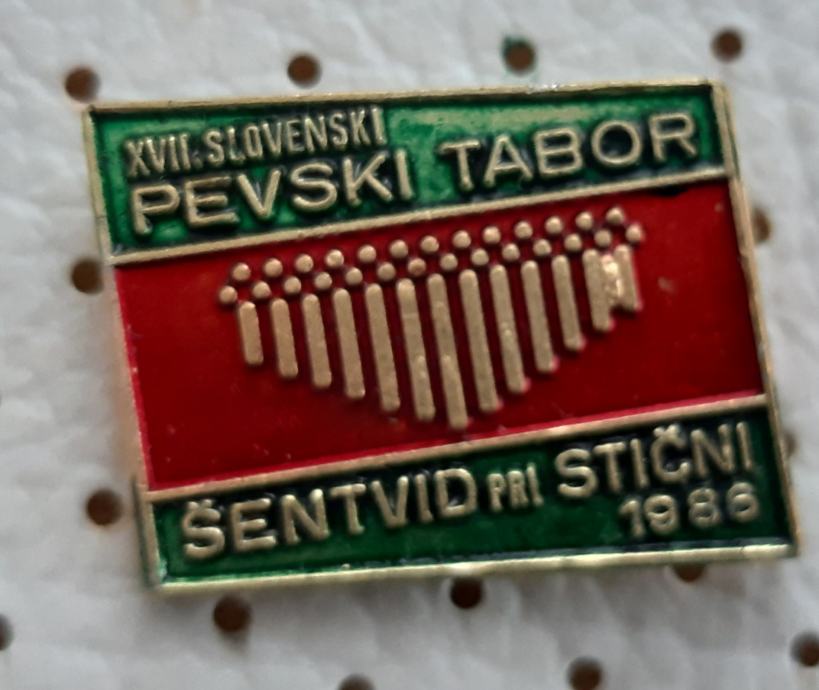 XVII. SLOVENSKI
PEVSKI TABOR
ŠENTVID PRI STIČNI
1986